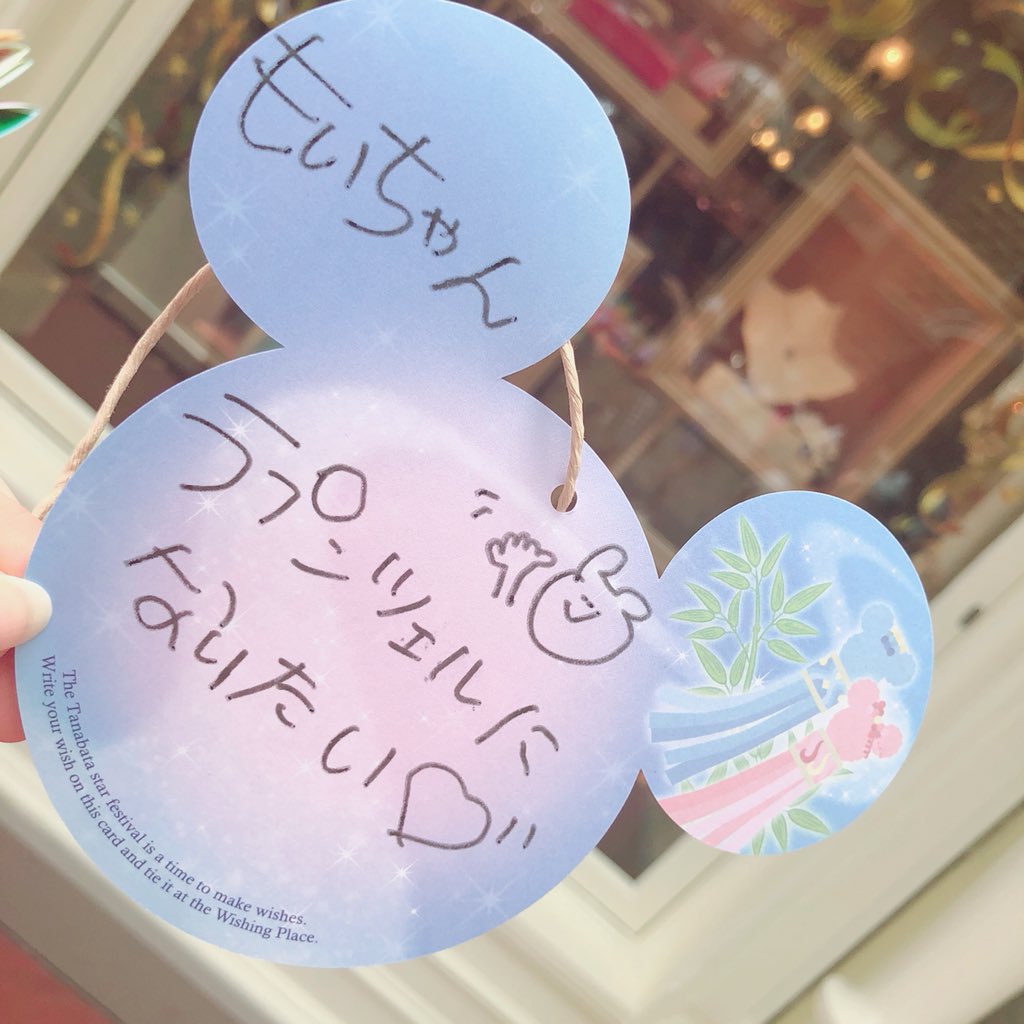 もいちゃん
ラプンツェルに
なりたい♡
The Tanabata star festival is a time to make wishes.
Write your wish on this card and tie it at the Wishing Place.